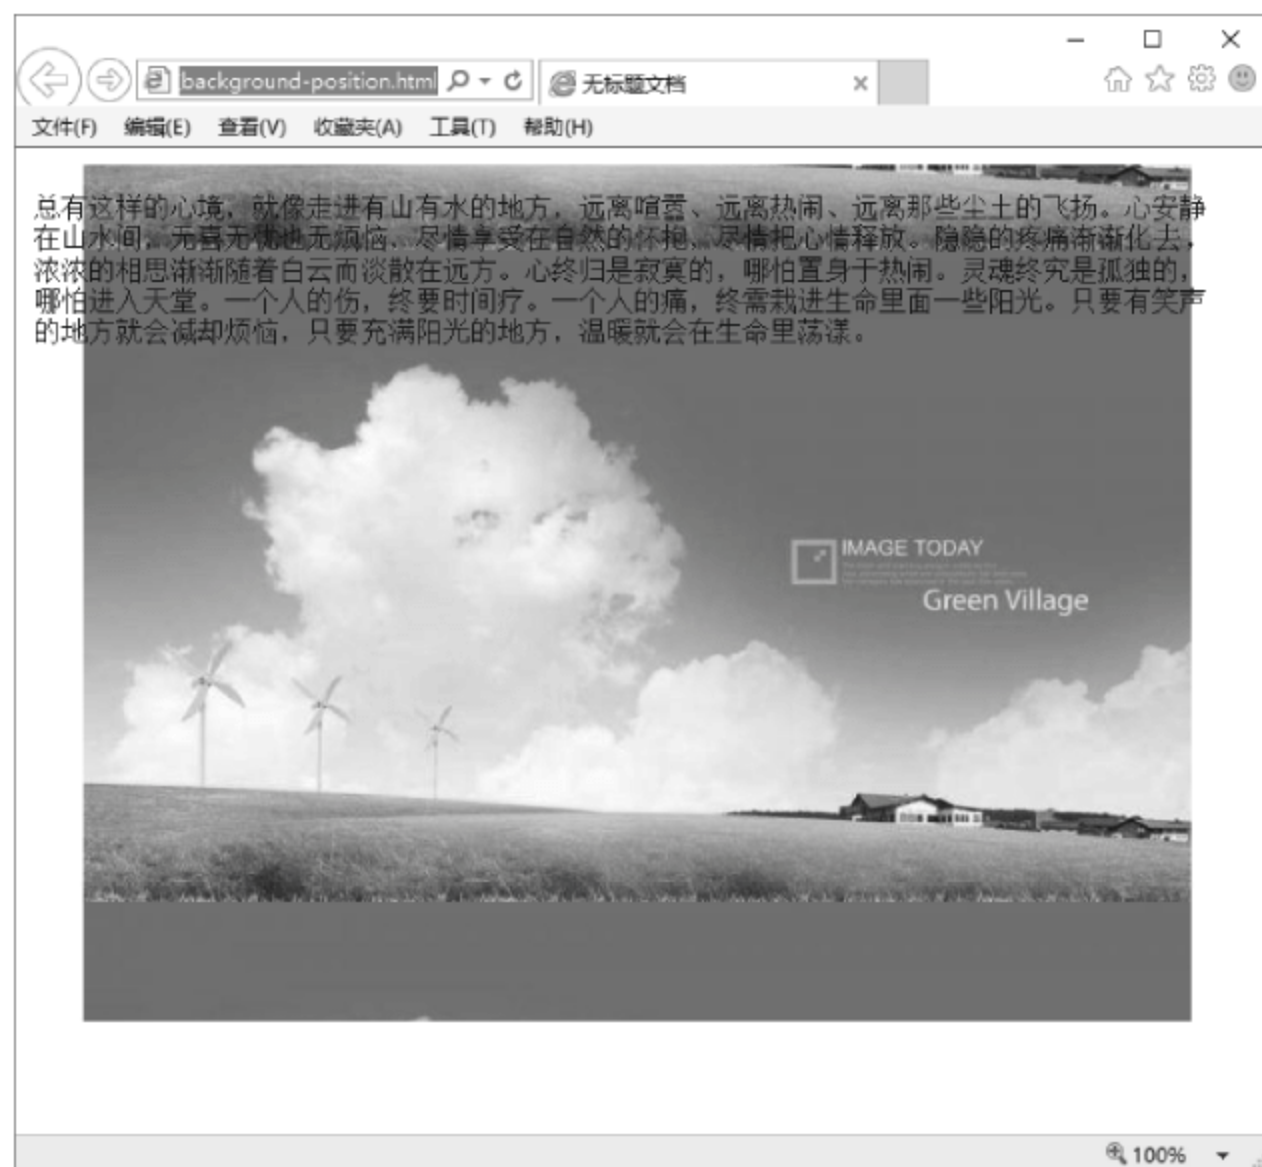 background-position.html
无标题文档
文件(F) 编辑(E) 查看(V) 收藏夹(A) 工具(T) 帮助(H)
总有这样的心境，就像走进有山有水的地方，远离喧嚣、远离热闹、远离那些尘土的飞扬。心安静
在山水间，无喜无忧也无烦恼、尽情享受在自然的怀抱、尽情把心情释放。隐隐的疼痛渐渐化去，
浓浓的相思渐渐随着白云而淡散在远方。心终归是寂寞的，哪怕置身于热闹。灵魂终究是孤独的，
哪怕进入天堂。一个人的伤，终要时间疗。一个人的痛，终需栽进生命里面一些阳光。只要有笑声
的地方就会减却烦恼，只要充满阳光的地方，温暖就会在生命里荡漾。
IMAGE TODAY
Green Village
100%